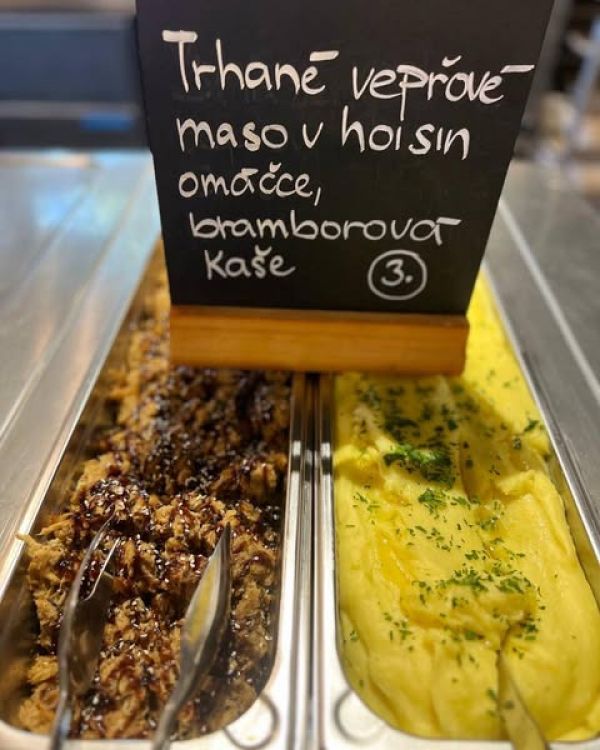 Trhané vepřové
maso v hoisin
omáčce,
bramborová
kaše 3.